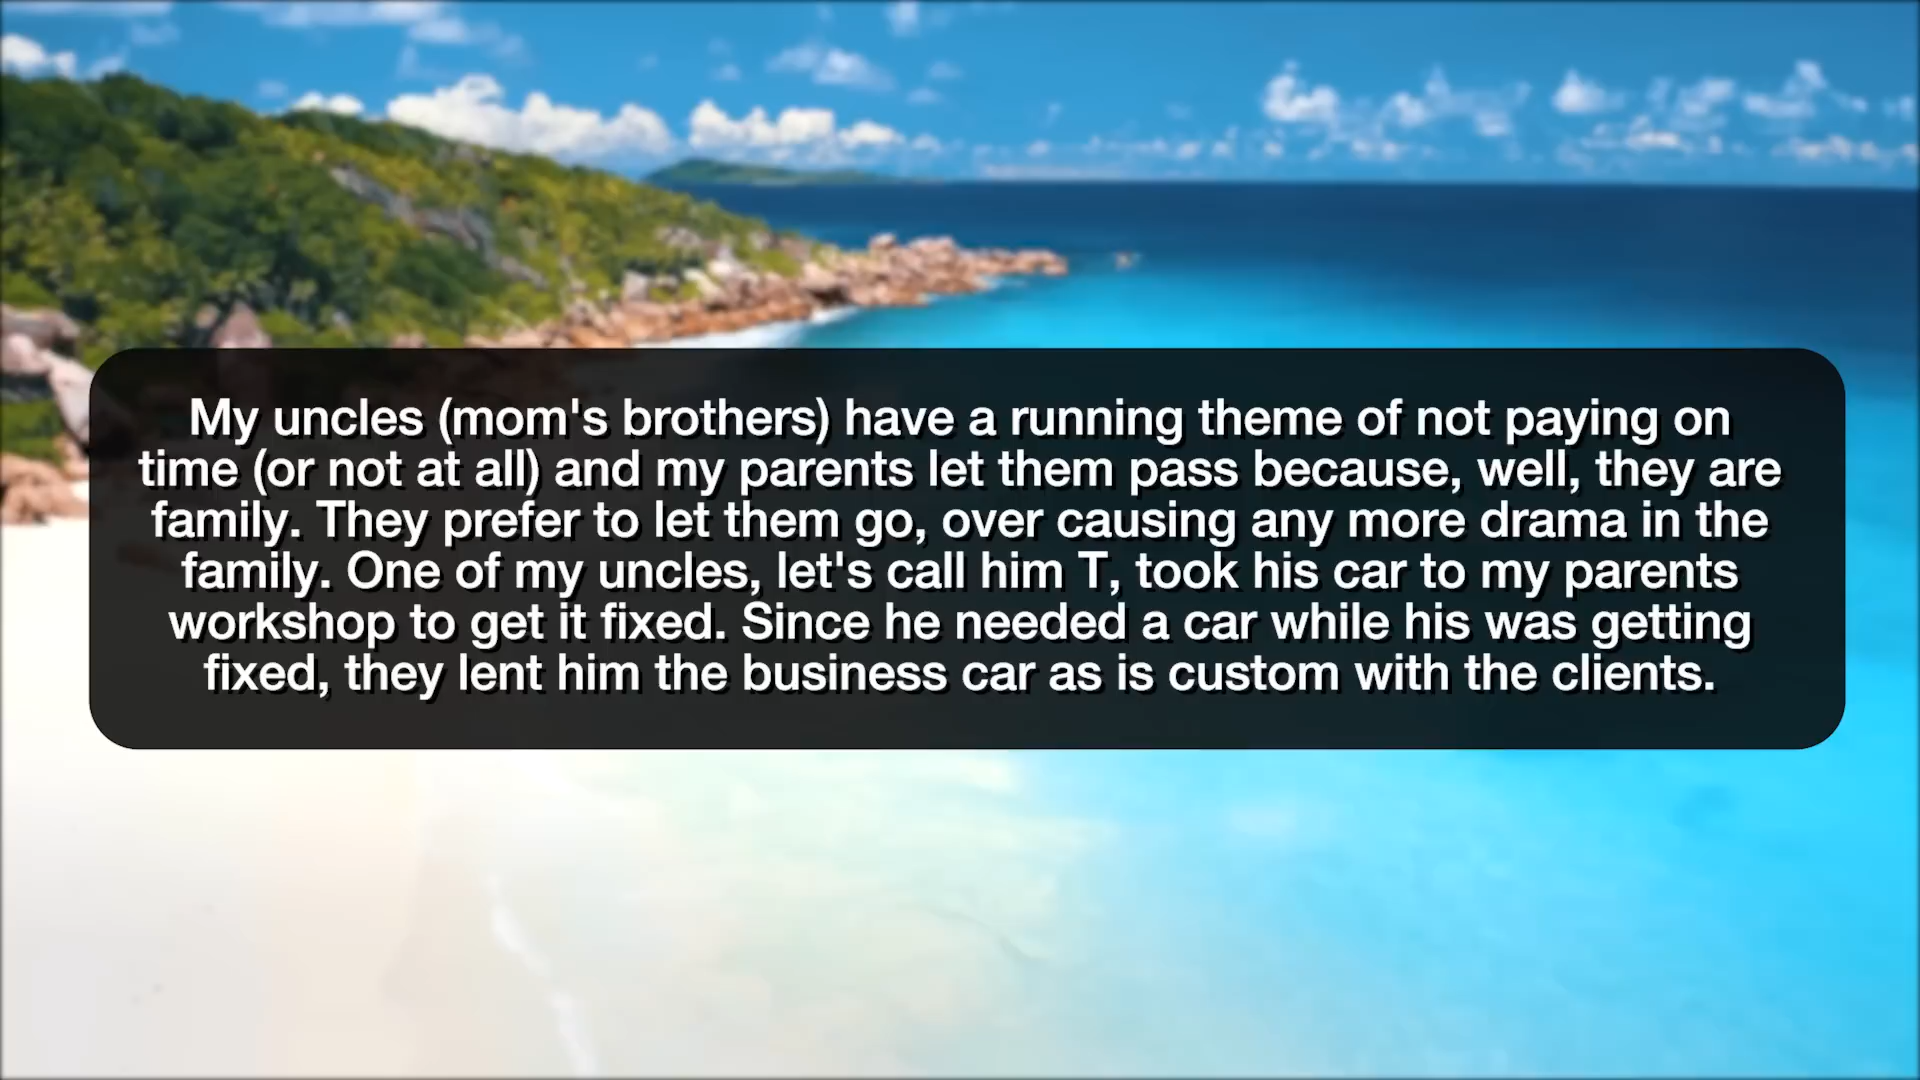 My uncles (mom's brothers) have a running theme of not paying on
time (or not at all) and my parents let them pass because, well, they are
family. They prefer to let them go, over causing any more drama in the
family. One of my uncles, let's call him T, took his car to my parents
workshop to get it fixed. Since he needed a car while his was getting
fixed, they lent him the business car as is custom with the clients.